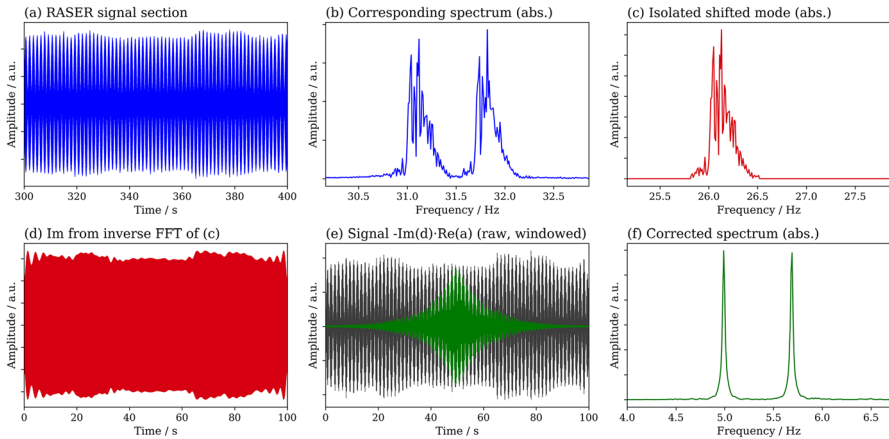 (a) RASER signal section
(b) Corresponding spectrum (abs.)
(c) Isolated shifted mode (abs.)
Amplitude / a.u.
Amplitude / a.u.
Amplitude / a.u.
300 320 340 360 380 400
30.5 31.0 31.5 32.0 32.5
25.5 26.0 26.5 27.0 27.5
Time / s
Frequency / Hz
Frequency / Hz
(d) Im from inverse FFT of (c)
(e) Signal -Im(d)·Re(a) (raw, windowed)
(f) Corrected spectrum (abs.)
Amplitude / a.u.
Amplitude / a.u.
Amplitude / a.u.
0 20 40 60 80 100
0 20 40 60 80 100
4.0 4.5 5.0 5.5 6.0 6.5
Time / s
Time / s
Frequency / Hz